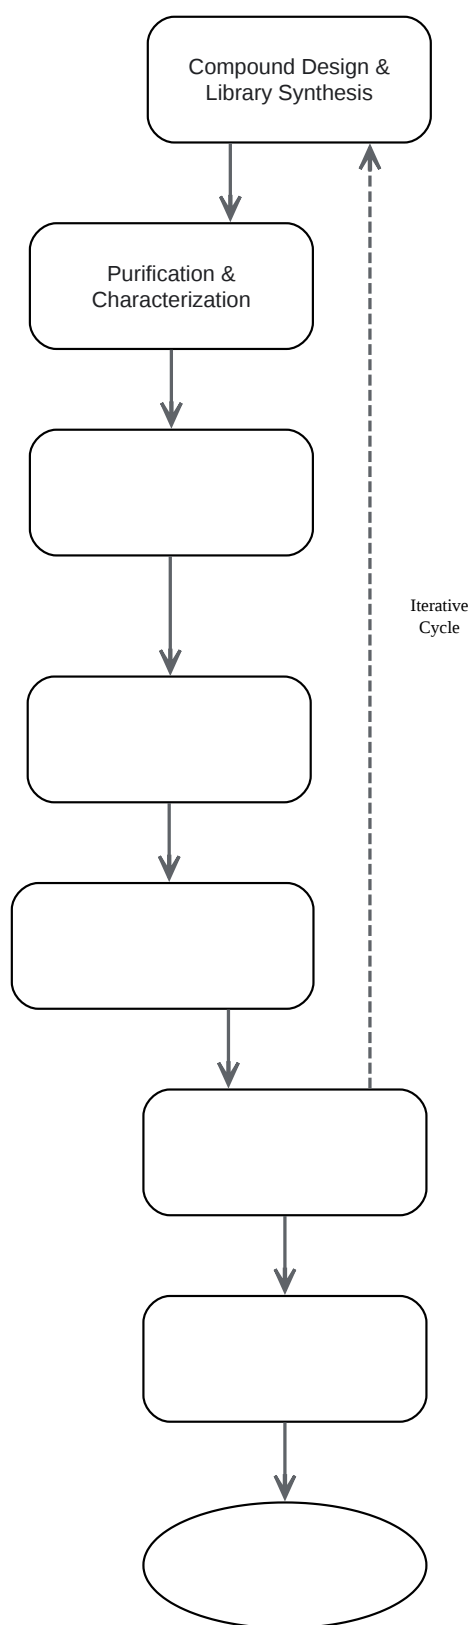 Compound Design &
Library Synthesis
Purification &
Characterization
Iterative
Cycle